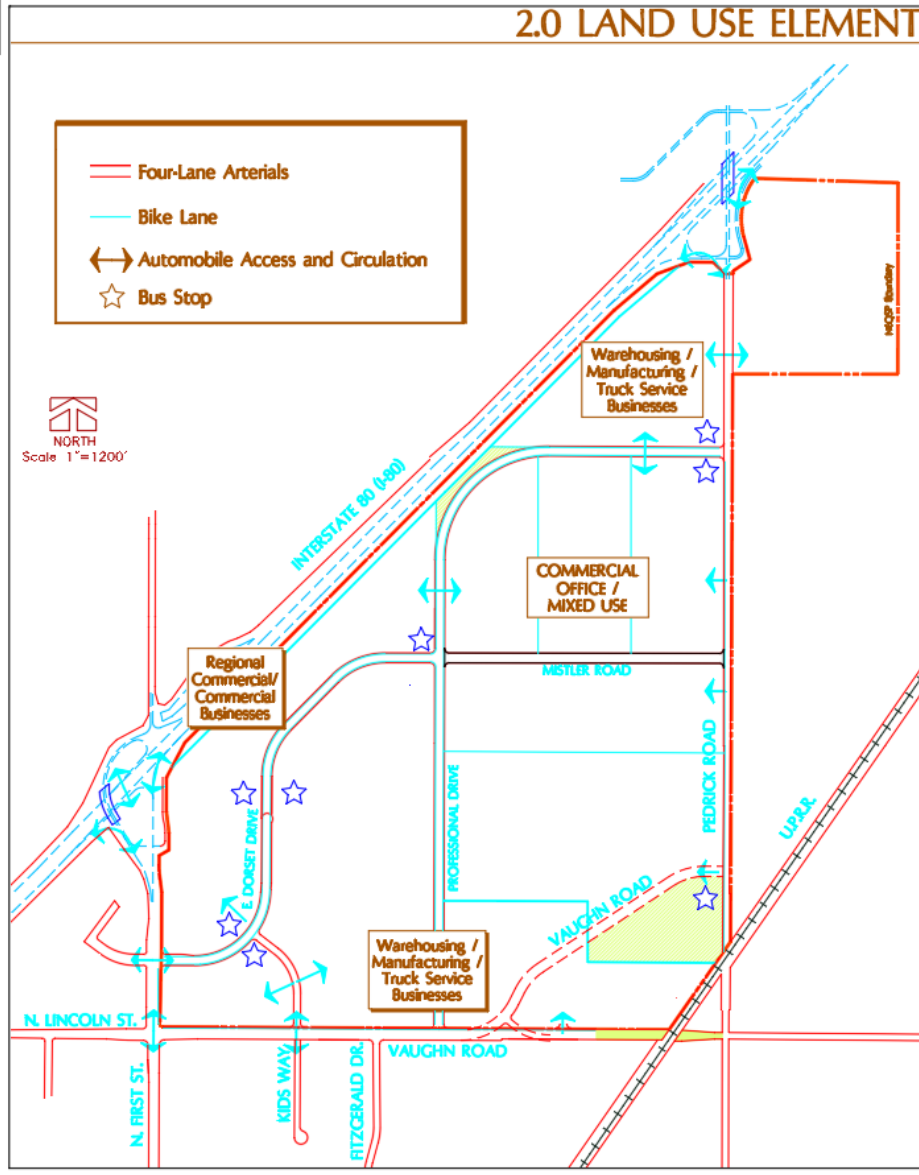 2.0 LAND USE ELEMENT
Four-Lane Arterials
Bike Lane
Automobile Access and Circulation
Bus Stop
NORTH
Scale 1"=1200'
NEQSP Boundary
Warehousing /
Manufacturing /
Truck Service
Businesses
INTERSTATE 80 (I-80)
COMMERCIAL
OFFICE /
MIXED USE
MISTLER ROAD
Regional
Commercial/
Commercial
Businesses
PEDRICK ROAD
U.P.R.R.
E. DORSET DRIVE
PROFESSIONAL DRIVE
VAUGHN ROAD
Warehousing /
Manufacturing /
Truck Service
Businesses
N. LINCOLN ST.
VAUGHN ROAD
N. FIRST ST.
KIDS WAY
FITZGERALD DR.